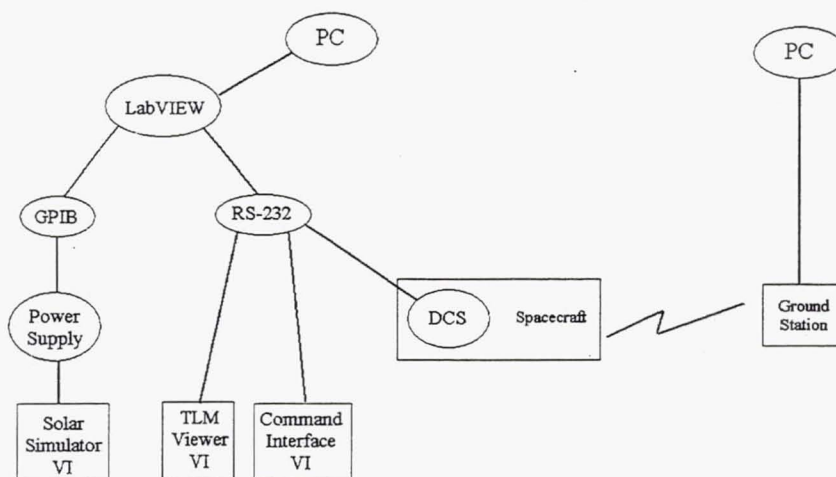 PC
PC
LabVIEW
GPIB
RS-232
Power
Supply
DCS
Spacecraft
Ground
Station
Solar
Simulator
VI
TLM
Viewer
VI
Command
Interface
VI